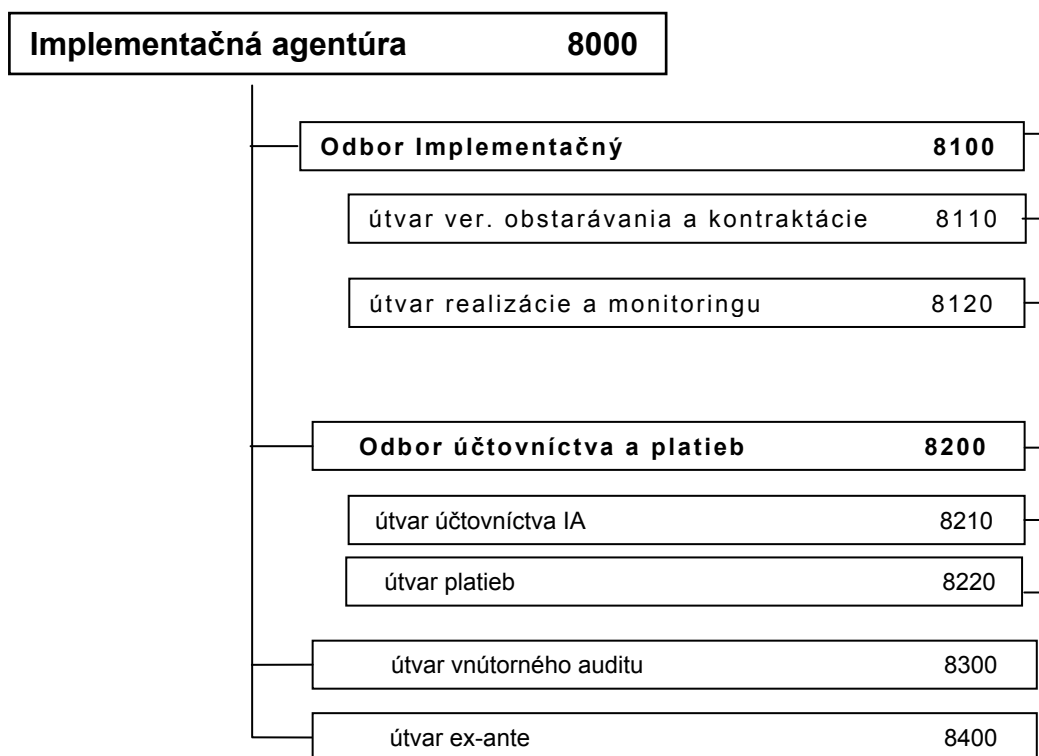 Implementačná agentúra 8000
Odbor Implementačný 8100
útvar ver. obstarávania a kontraktácie 8110
útvar realizácie a monitoringu 8120
Odbor účtovníctva a platieb 8200
útvar účtovníctva IA 8210
útvar platieb 8220
útvar vnútorného auditu 8300
útvar ex-ante 8400